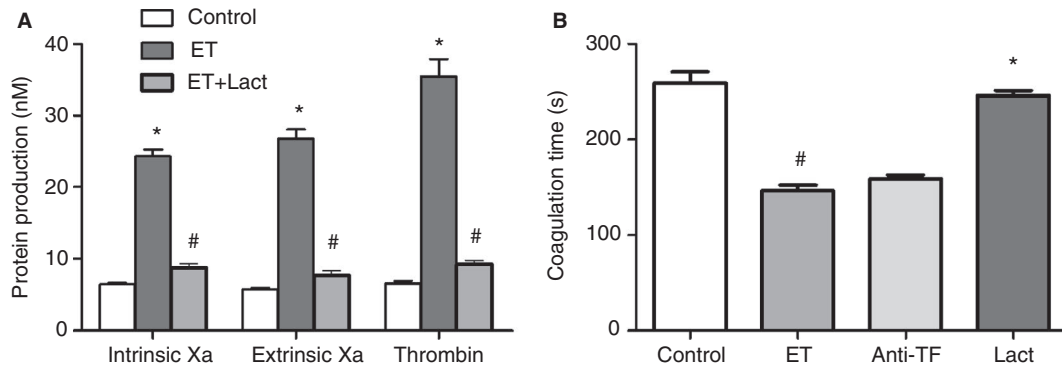 A
Control
ET
ET+Lact
Protein production (nM)
40
30
20
10
0
*
#
*
#
*
#
Intrinsic Xa
Extrinsic Xa
Thrombin
B
Coagulation time (s)
300
200
100
0
#
*
Control
ET
Anti-TF
Lact